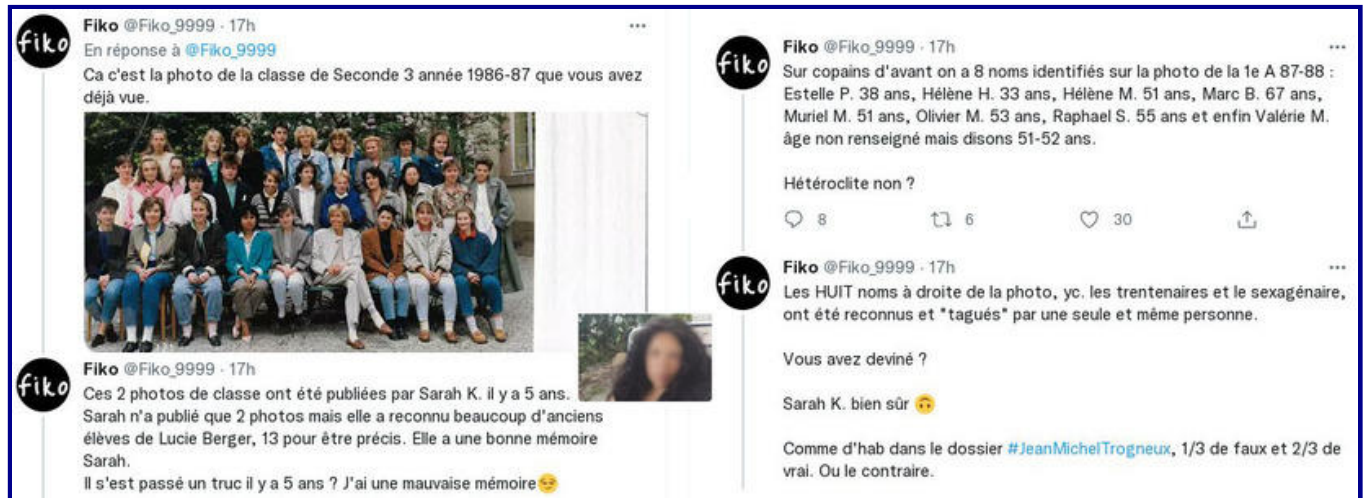 fiko
Fiko @Fiko_9999 · 17h
En réponse à @Fiko_9999
Ca c'est la photo de la classe de Seconde 3 année 1986-87 que vous avez
déjà vue.
fiko
Fiko @Fiko_9999 · 17h
Ces 2 photos de classe ont été publiées par Sarah K. il y a 5 ans.
Sarah n'a publié que 2 photos mais elle a reconnu beaucoup d'anciens
élèves de Lucie Berger, 13 pour être précis. Elle a une bonne mémoire
Sarah.
Il s'est passé un truc il y a 5 ans ? J'ai une mauvaise mémoire😏
fiko
Fiko @Fiko_9999 · 17h
Sur copains d'avant on a 8 noms identifiés sur la photo de la 1e A 87-88 :
Estelle P. 38 ans, Hélène H. 33 ans, Hélène M. 51 ans, Marc B. 67 ans,
Muriel M. 51 ans, Olivier M. 53 ans, Raphael S. 55 ans et enfin Valérie M.
âge non renseigné mais disons 51-52 ans.
Hétéroclite non ?
8 6 30
fiko
Fiko @Fiko_9999 · 17h
Les HUIT noms à droite de la photo, yc. les trentenaires et le sexagénaire,
ont été reconnus et "tagués" par une seule et même personne.
Vous avez deviné ?
Sarah K. bien sûr 🙃
Comme d'hab dans le dossier #JeanMichelTrogneux, 1/3 de faux et 2/3 de
vrai. Ou le contraire.